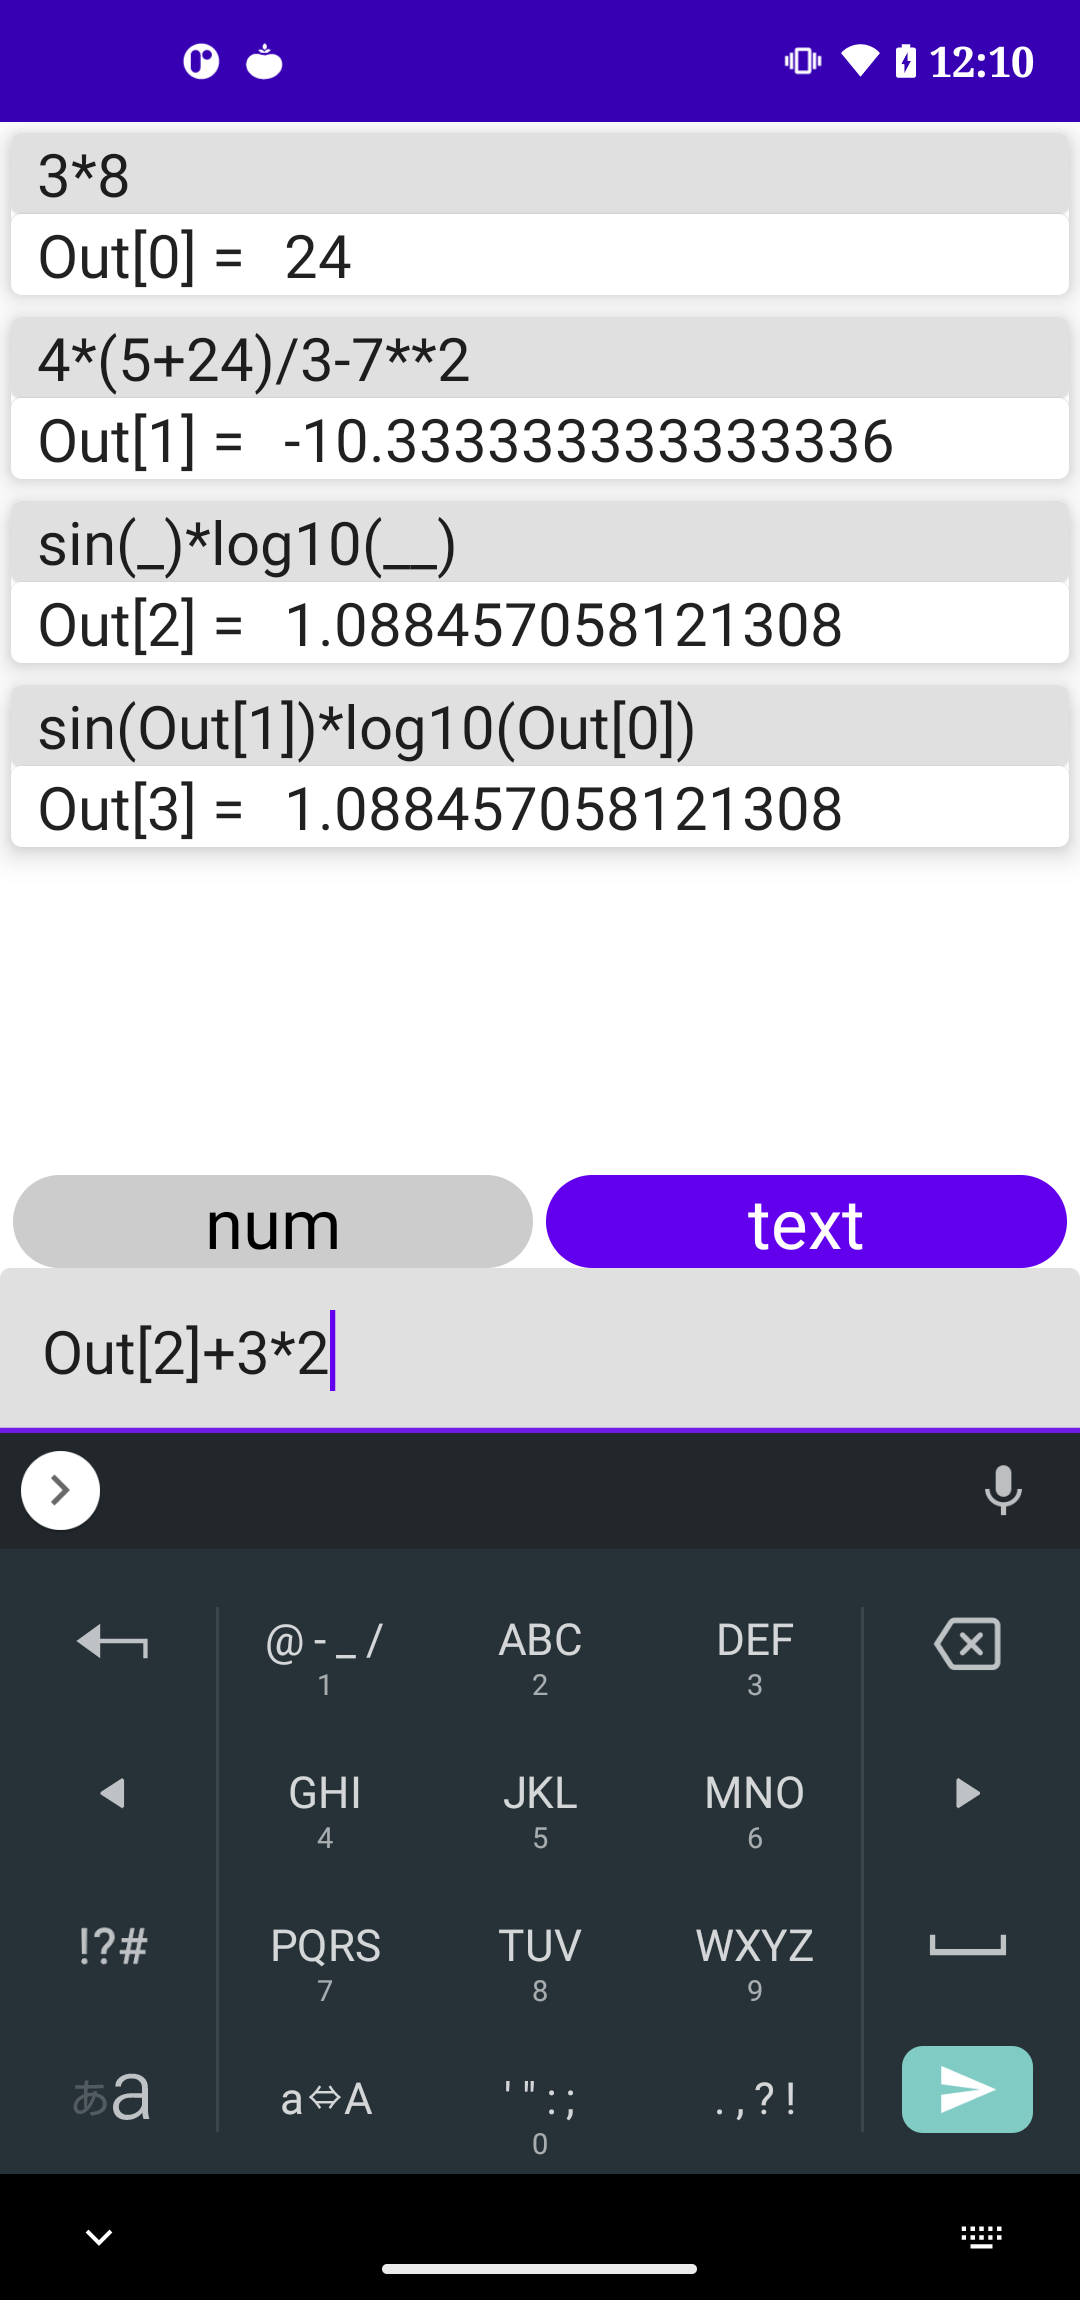 12:10
3*8
Out[0] = 24
4*(5+24)/3-7**2
Out[1] = -10.333333333333336
sin(_)*log10(__)
Out[2] = 1.088457058121308
sin(Out[1])*log10(Out[0])
Out[3] = 1.088457058121308
num text
Out[2]+3*2
@ - _ / ABC DEF
1 2 3
GHI JKL MNO
4 5 6
!?# PQRS TUV WXYZ
7 8 9
あa a⇔A ' " : ; . , ? !
0